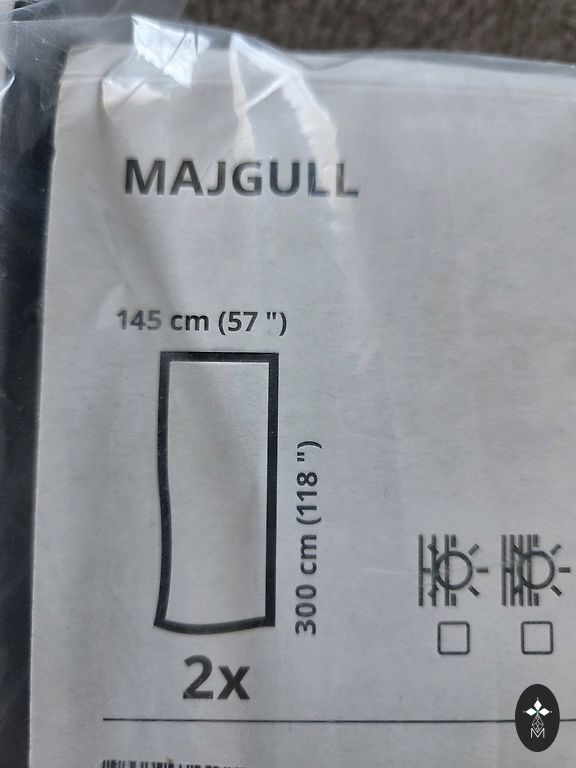 MAJGULL
145 cm (57 ")
300 cm (118 ")
2x
M